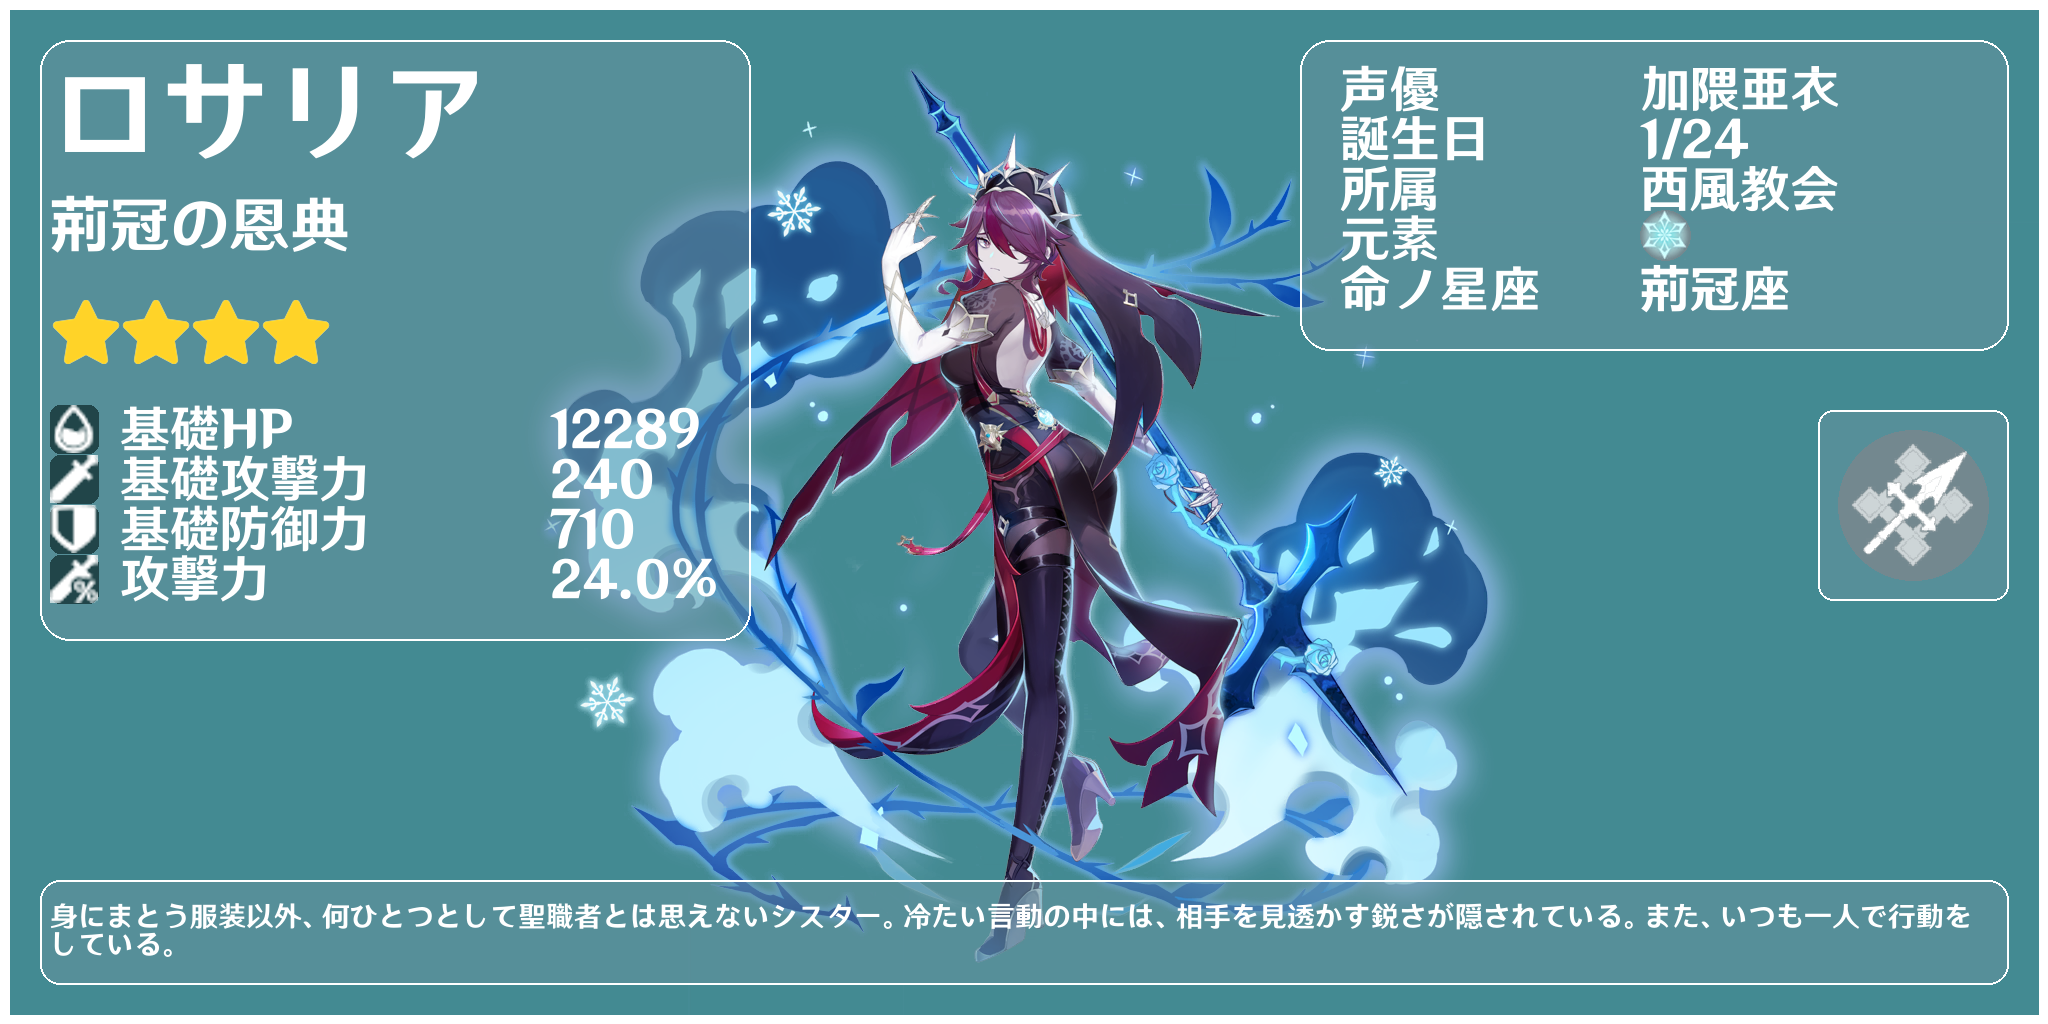 ロサリア
荊冠の恩典
基礎HP 12289
基礎攻撃力 240
基礎防御力 710
攻撃力 24.0%
声優 加隈亜衣
誕生日 1/24
所属 西風教会
元素
命ノ星座 荊冠座
身にまとう服装以外、何ひとつとして聖職者とは思えないシスター。冷たい言動の中には、相手を見透かす鋭さが隠されている。また、いつも一人で行動を
している。